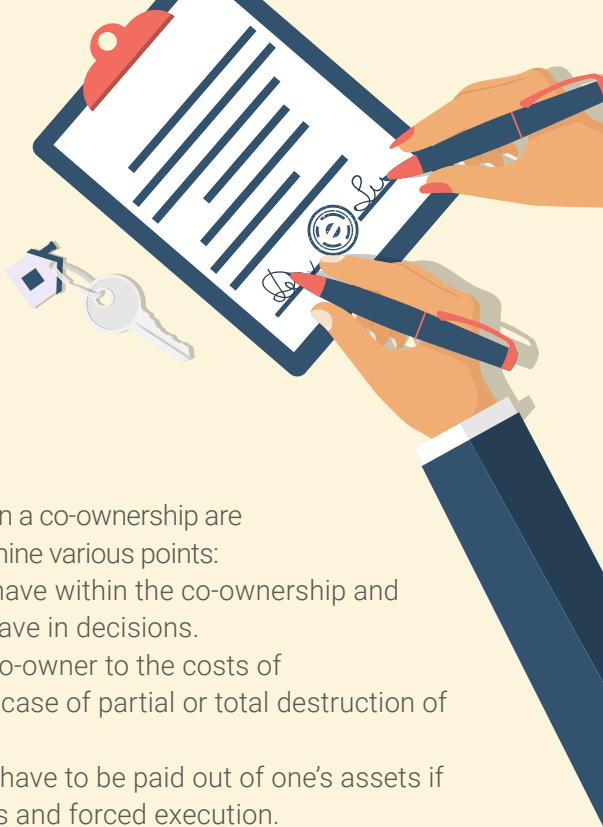 n a co-ownership are
nine various points:
have within the co-ownership and
ave in decisions.
o-owner to the costs of
case of partial or total destruction of
have to be paid out of one's assets if
s and forced execution.